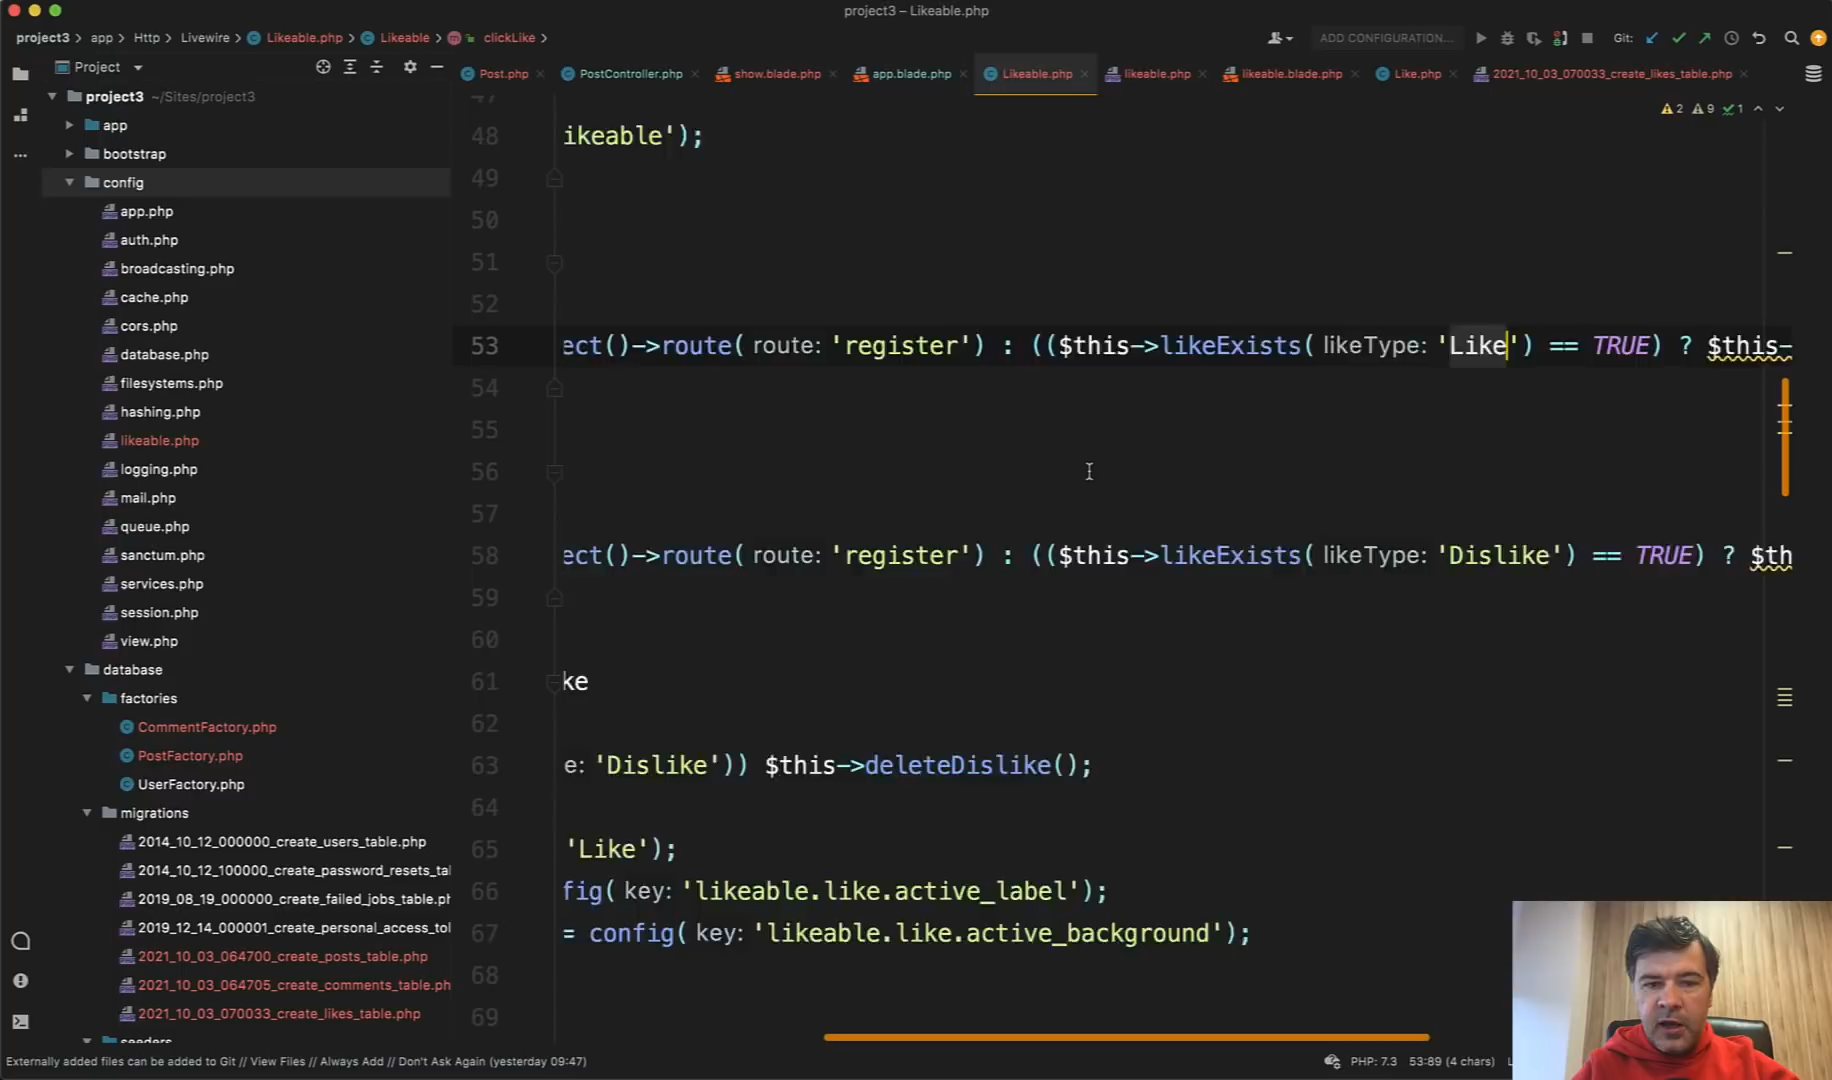 project3 – Likeable.php
project3 > app > Http > Livewire > Likeable.php > Likeable > clickLike >
ADD CONFIGURATION...
Git:
Project
Post.php
PostController.php
show.blade.php
app.blade.php
Likeable.php
likeable.php
likeable.blade.php
Like.php
2021_10_03_070033_create_likes_table.php
project3 ~/Sites/project3
app
bootstrap
config
app.php
auth.php
broadcasting.php
cache.php
cors.php
database.php
filesystems.php
hashing.php
likeable.php
logging.php
mail.php
queue.php
sanctum.php
services.php
session.php
view.php
database
factories
CommentFactory.php
PostFactory.php
UserFactory.php
migrations
2014_10_12_000000_create_users_table.php
2014_10_12_100000_create_password_resets_tal
2019_08_19_000000_create_failed_jobs_table.ph
2019_12_14_000001_create_personal_access_tol
2021_10_03_064700_create_posts_table.php
2021_10_03_064705_create_comments_table.ph
2021_10_03_070033_create_likes_table.php
seeders
2 9 1
47
48 ikeable');
49
50
51
52
53 ect()->route( route: 'register') : (($this->likeExists( likeType: 'Like') == TRUE) ? $this-
54
55
56
57
58 ect()->route( route: 'register') : (($this->likeExists( likeType: 'Dislike') == TRUE) ? $th
59
60
61 ke
62
63 e: 'Dislike')) $this->deleteDislike();
64
65 'Like');
66 fig( key: 'likeable.like.active_label');
67 = config( key: 'likeable.like.active_background');
68
69
Externally added files can be added to Git // View Files // Always Add // Don't Ask Again (yesterday 09:47)
PHP: 7.3 53:89 (4 chars)